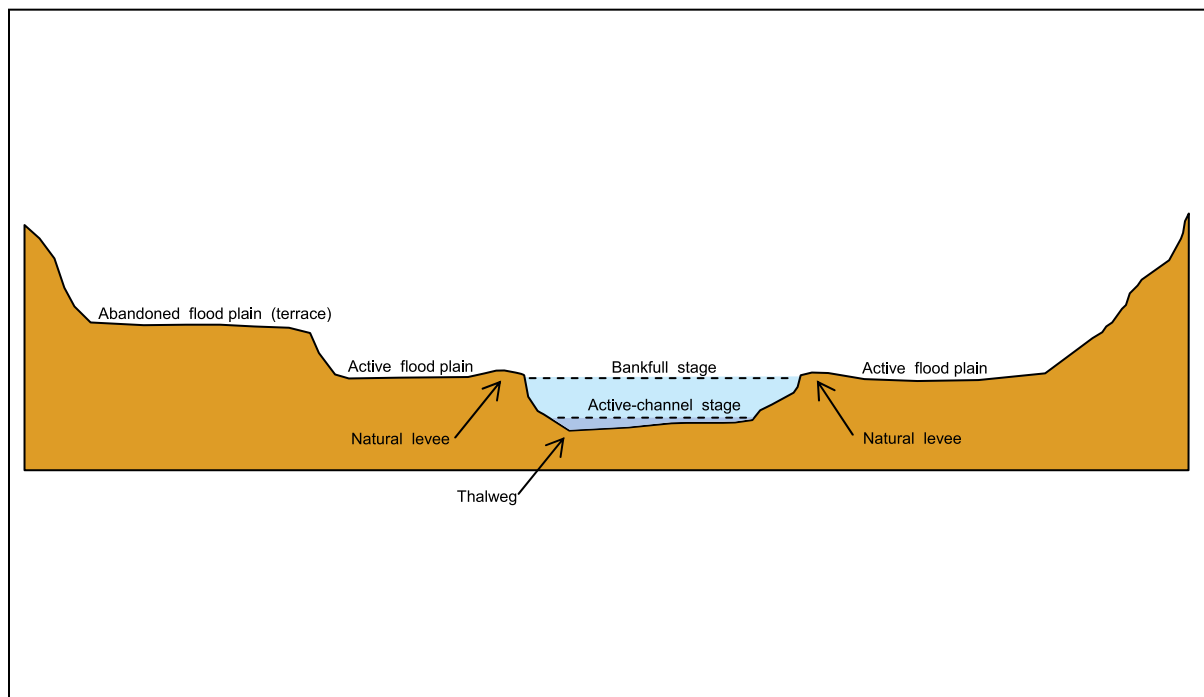 Abandoned flood plain (terrace)
Active flood plain
Bankfull stage
Active flood plain
Active-channel stage
Natural levee
Natural levee
Thalweg